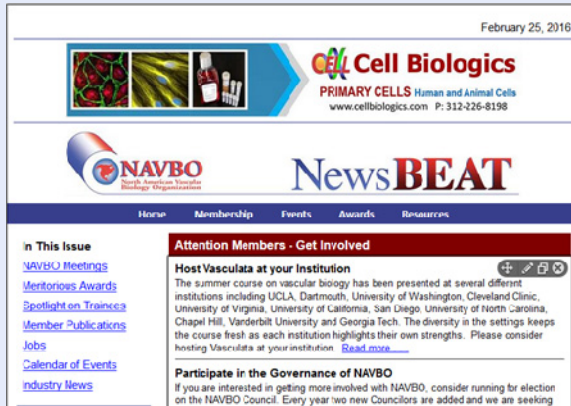 February 25, 2016
CELL Cell Biologics
PRIMARY CELLS Human and Animal Cells
www.cellbiologics.com P: 312-226-8198
NAVBO
North American Vascular
Biology Organization
NewsBEAT
Home Membership Events Awards Resources
In This Issue
NAVBO Meetings
Meritorious Awards
Spotlight on Trainees
Member Publications
Jobs
Calendar of Events
Industry News
Attention Members - Get Involved
Host Vasculata at your Institution
The summer course on vascular biology has been presented at several different
institutions including UCLA, Dartmouth, University of Washington, Cleveland Clinic,
University of Virginia, University of California, San Diego, University of North Carolina,
Chapel Hill, Vanderbilt University and Georgia Tech. The diversity in the settings keeps
the course fresh as each institution highlights their own strengths. Please consider
hosting Vasculata at your institution. Read more......
Participate in the Governance of NAVBO
If you are interested in getting more involved with NAVBO, consider running for election
on the NAVBO Council. Every year two new Councilors are added and we are seeking